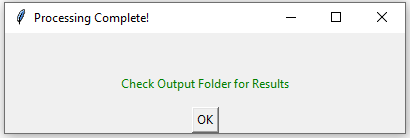 Processing Complete!
Check Output Folder for Results
OK